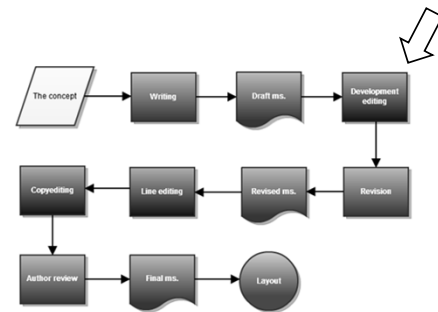 The concept
Writing
Draft ms.
Development
editing
Revision
Revised ms.
Line editing
Copyediting
Author review
Final ms.
Layout